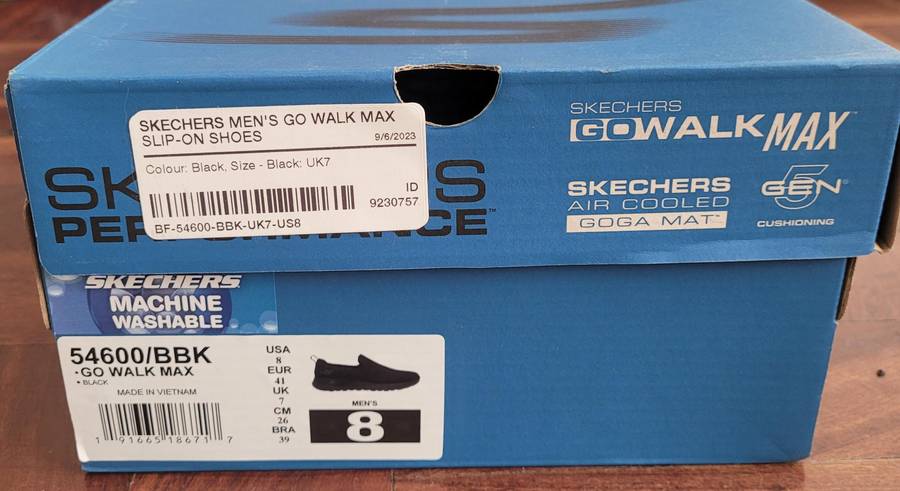 SKECHERS MEN'S GO WALK MAX
SLIP-ON SHOES 9/6/2023
Colour: Black, Size - Black: UK7
ID
9230757
BF-54600-BBK-UK7-US8
SKECHERS
GOWALK MAX™
SKECHERS
AIR COOLED
GOGA MAT™
5
GEN®
CUSHIONING
SKECHERS
MACHINE
WASHABLE
54600/BBK
•GO WALK MAX
• BLACK
MADE IN VIETNAM
1 91665 18671 7
USA
8
EUR
41
UK
7
CM
26
BRA
39
MEN'S
8